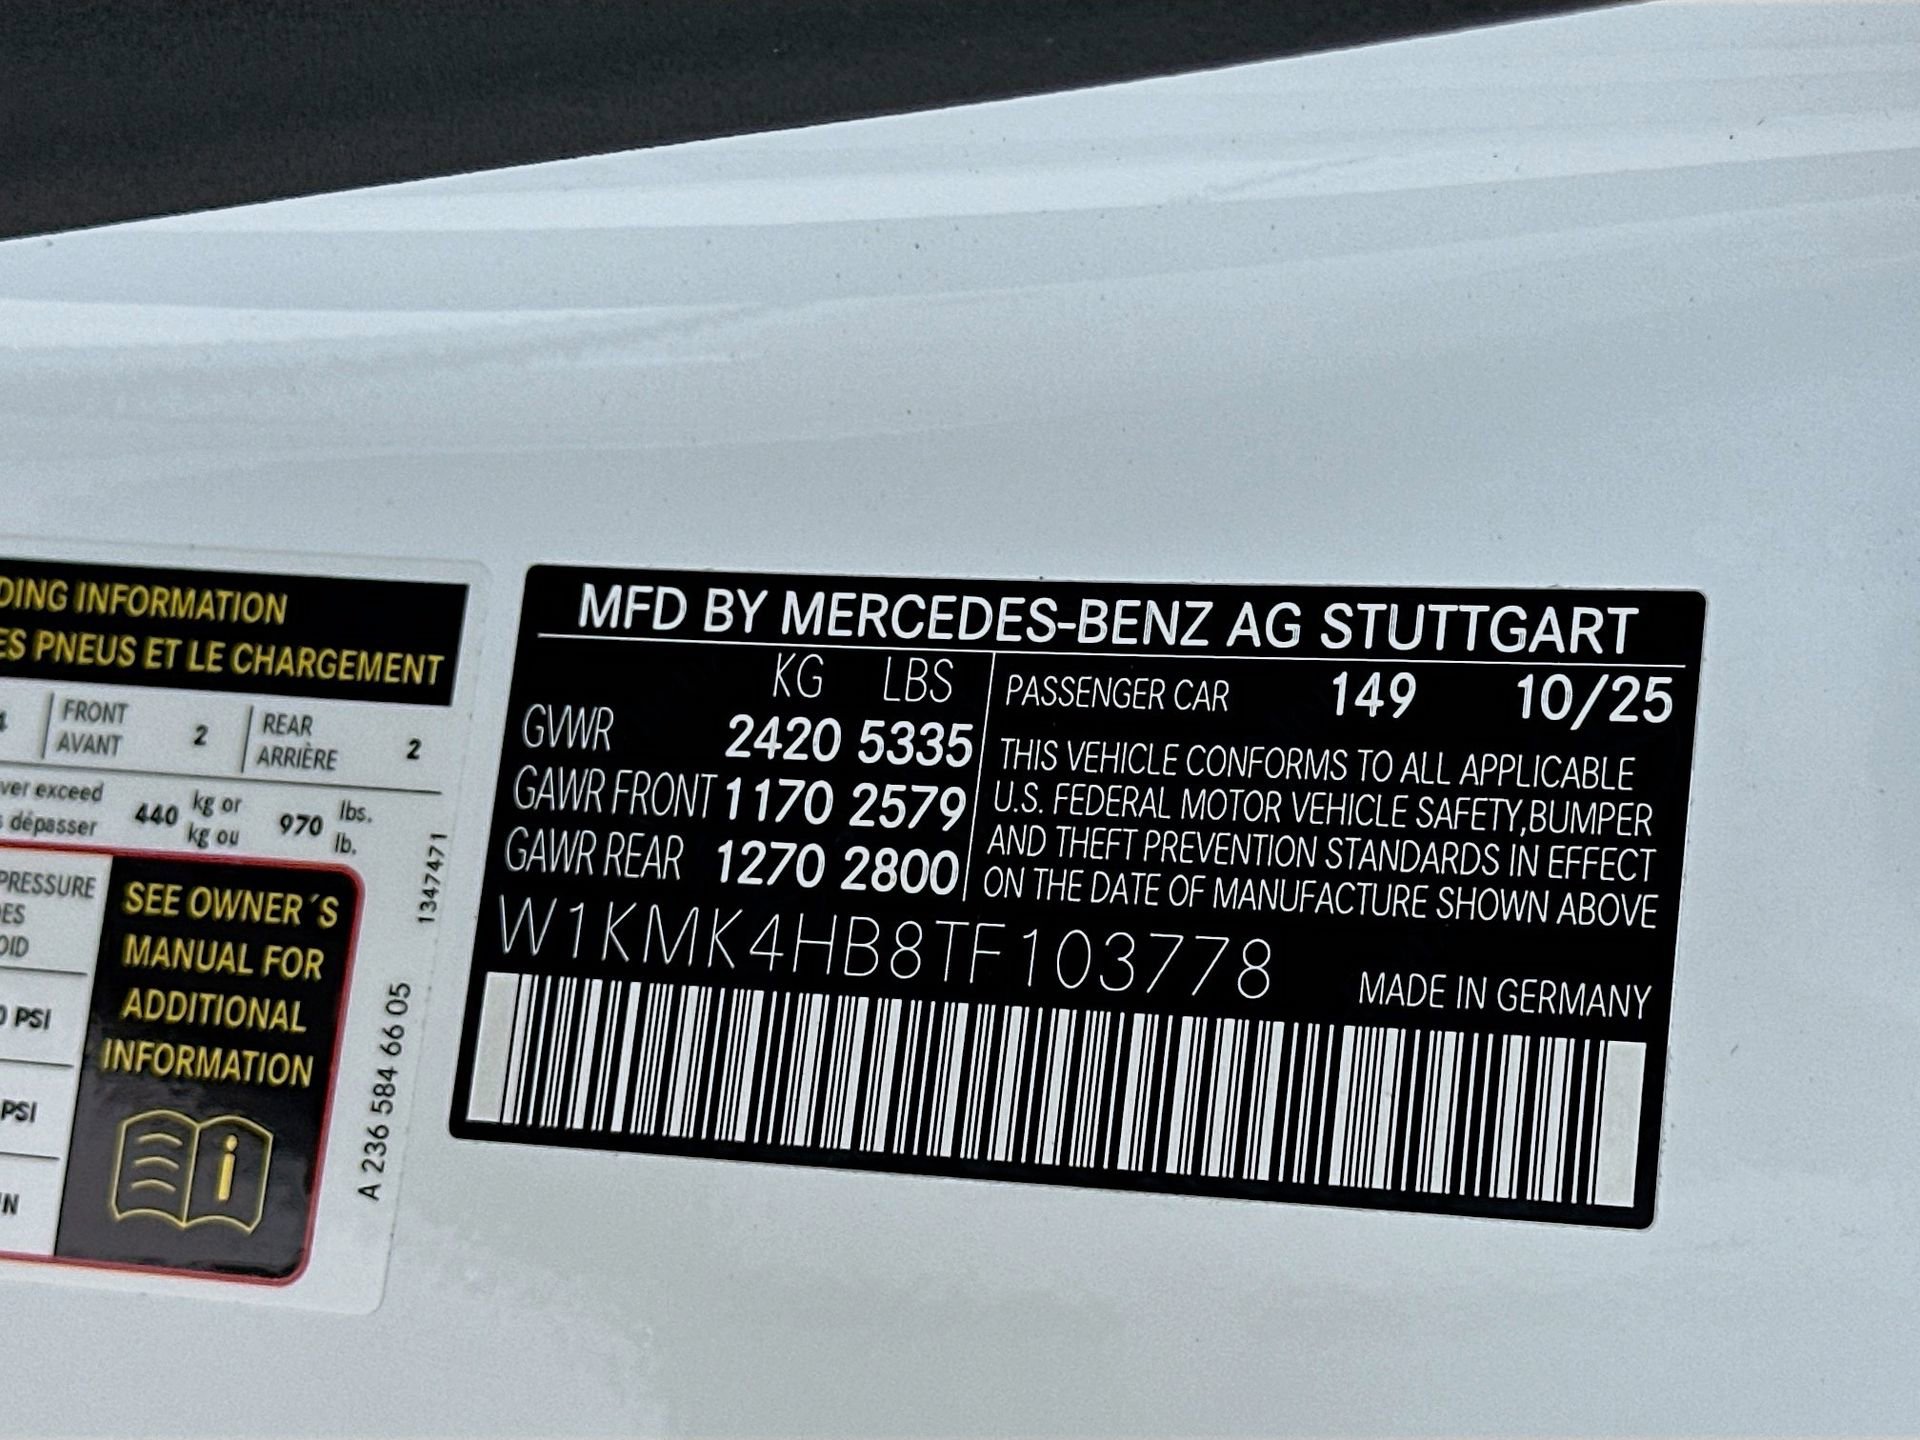 DING INFORMATION
ES PNEUS ET LE CHARGEMENT
FRONT
AVANT
2
REAR
ARRIÈRE
2
ver exceed
dépasser
440
kg or
kg ou
970
lbs.
lb.
PRESSURE
OID
PSI
PSI
SEE OWNER´S
MANUAL FOR
ADDITIONAL
INFORMATION
i
1347471
A 236 584 66 05
MFD BY MERCEDES-BENZ AG STUTTGART
KG LBS
GVWR 2420 5335
GAWR FRONT 1170 2579
GAWR REAR 1270 2800
PASSENGER CAR 149 10/25
THIS VEHICLE CONFORMS TO ALL APPLICABLE
U.S. FEDERAL MOTOR VEHICLE SAFETY,BUMPER
AND THEFT PREVENTION STANDARDS IN EFFECT
ON THE DATE OF MANUFACTURE SHOWN ABOVE
W1KMK4HB8TF103778
MADE IN GERMANY